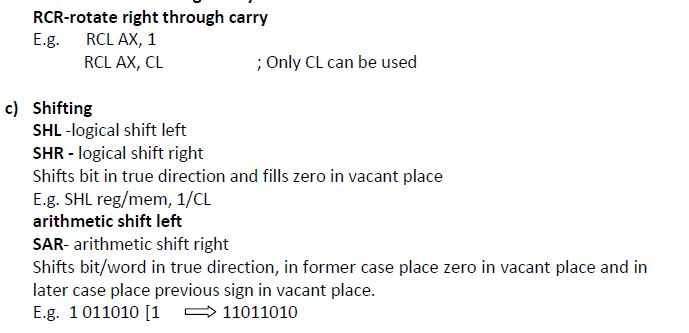 RCR-rotate right through carry
E.g. RCL AX, 1
RCL AX, CL ; Only CL can be used
c) Shifting
SHL -logical shift left
SHR - logical shift right
Shifts bit in true direction and fills zero in vacant place
E.g. SHL reg/mem, 1/CL
arithmetic shift left
SAR- arithmetic shift right
Shifts bit/word in true direction, in former case place zero in vacant place and in
later case place previous sign in vacant place.
E.g. 1 011010 [1 ⇒ 11011010